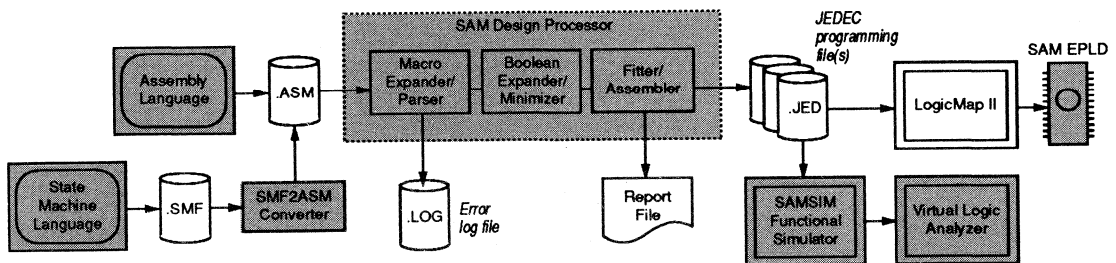 SAM Design Processor
JEDEC
programming
file(s)
SAM EPLD
Assembly
Language
.ASM
Macro
Expander/
Parser
Boolean
Expander/
Minimizer
Fitter/
Assembler
.JED
LogicMap II
State
Machine
Language
.SMF
SMF2ASM
Converter
.LOG
Error
log file
Report
File
SAMSIM
Functional
Simulator
Virtual Logic
Analyzer